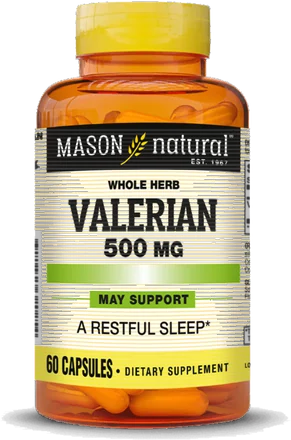 MASON natural
EST. 1967
WHOLE HERB
VALERIAN
500 MG
MAY SUPPORT
A RESTFUL SLEEP*
60 CAPSULES • DIETARY SUPPLEMENT